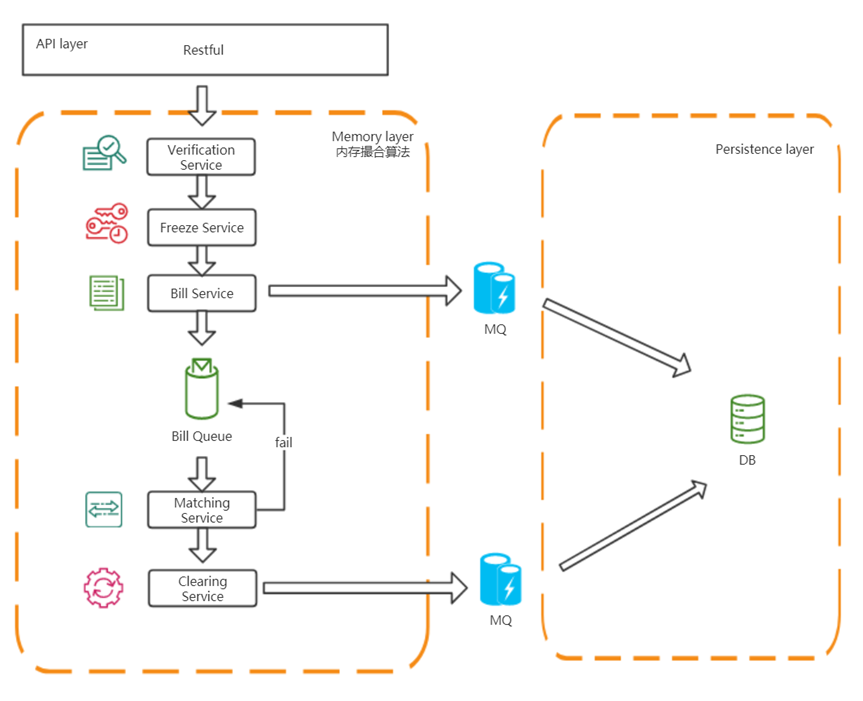 API layer
Restful
Memory layer
内存撮合算法
Persistence layer
Verification
Service
Freeze Service
Bill Service
MQ
Bill Queue
fail
DB
Matching
Service
Clearing
Service
MQ